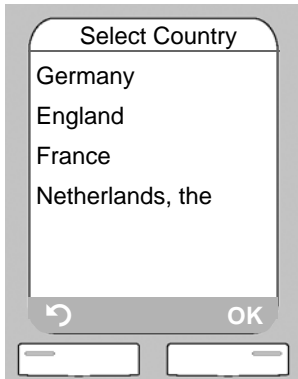 Select Country
Germany
England
France
Netherlands, the
OK